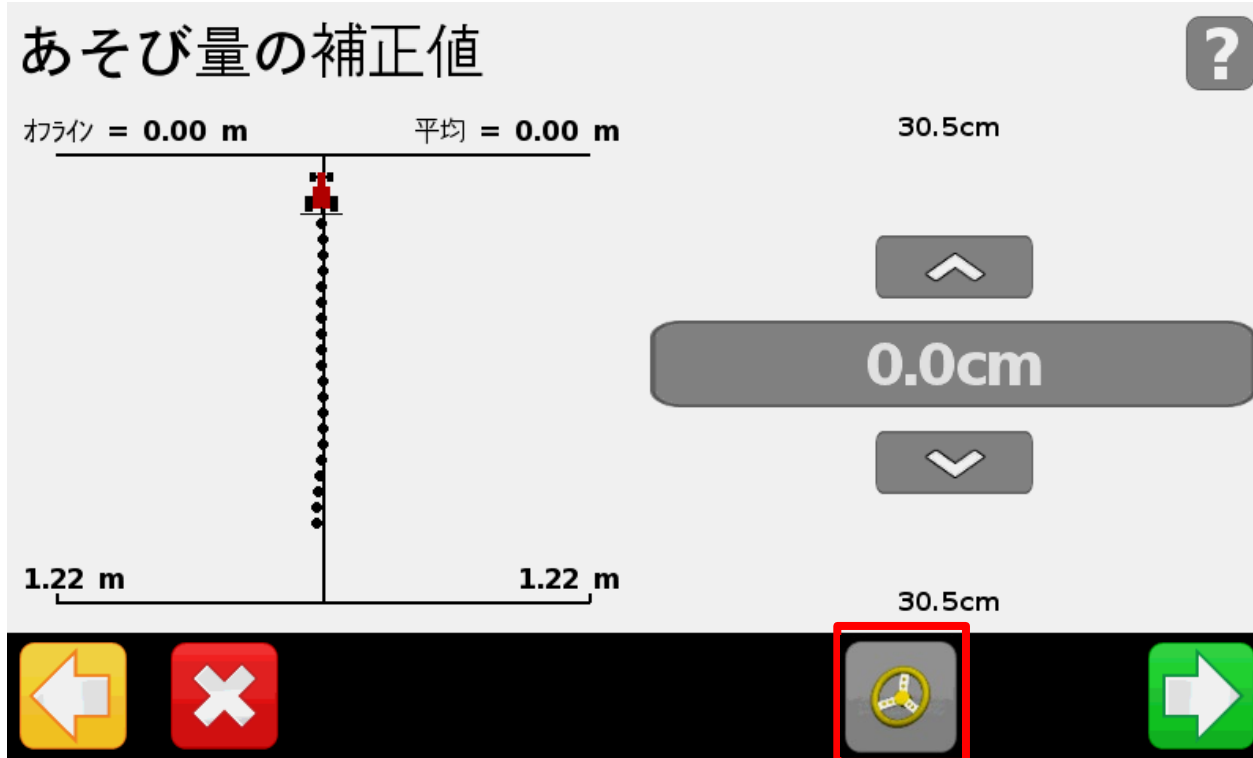 あそび量の補正値
?
ｵﾌﾗｲﾝ = 0.00 m
平均 = 0.00 m
30.5cm
0.0cm
1.22 m
1.22 m
30.5cm